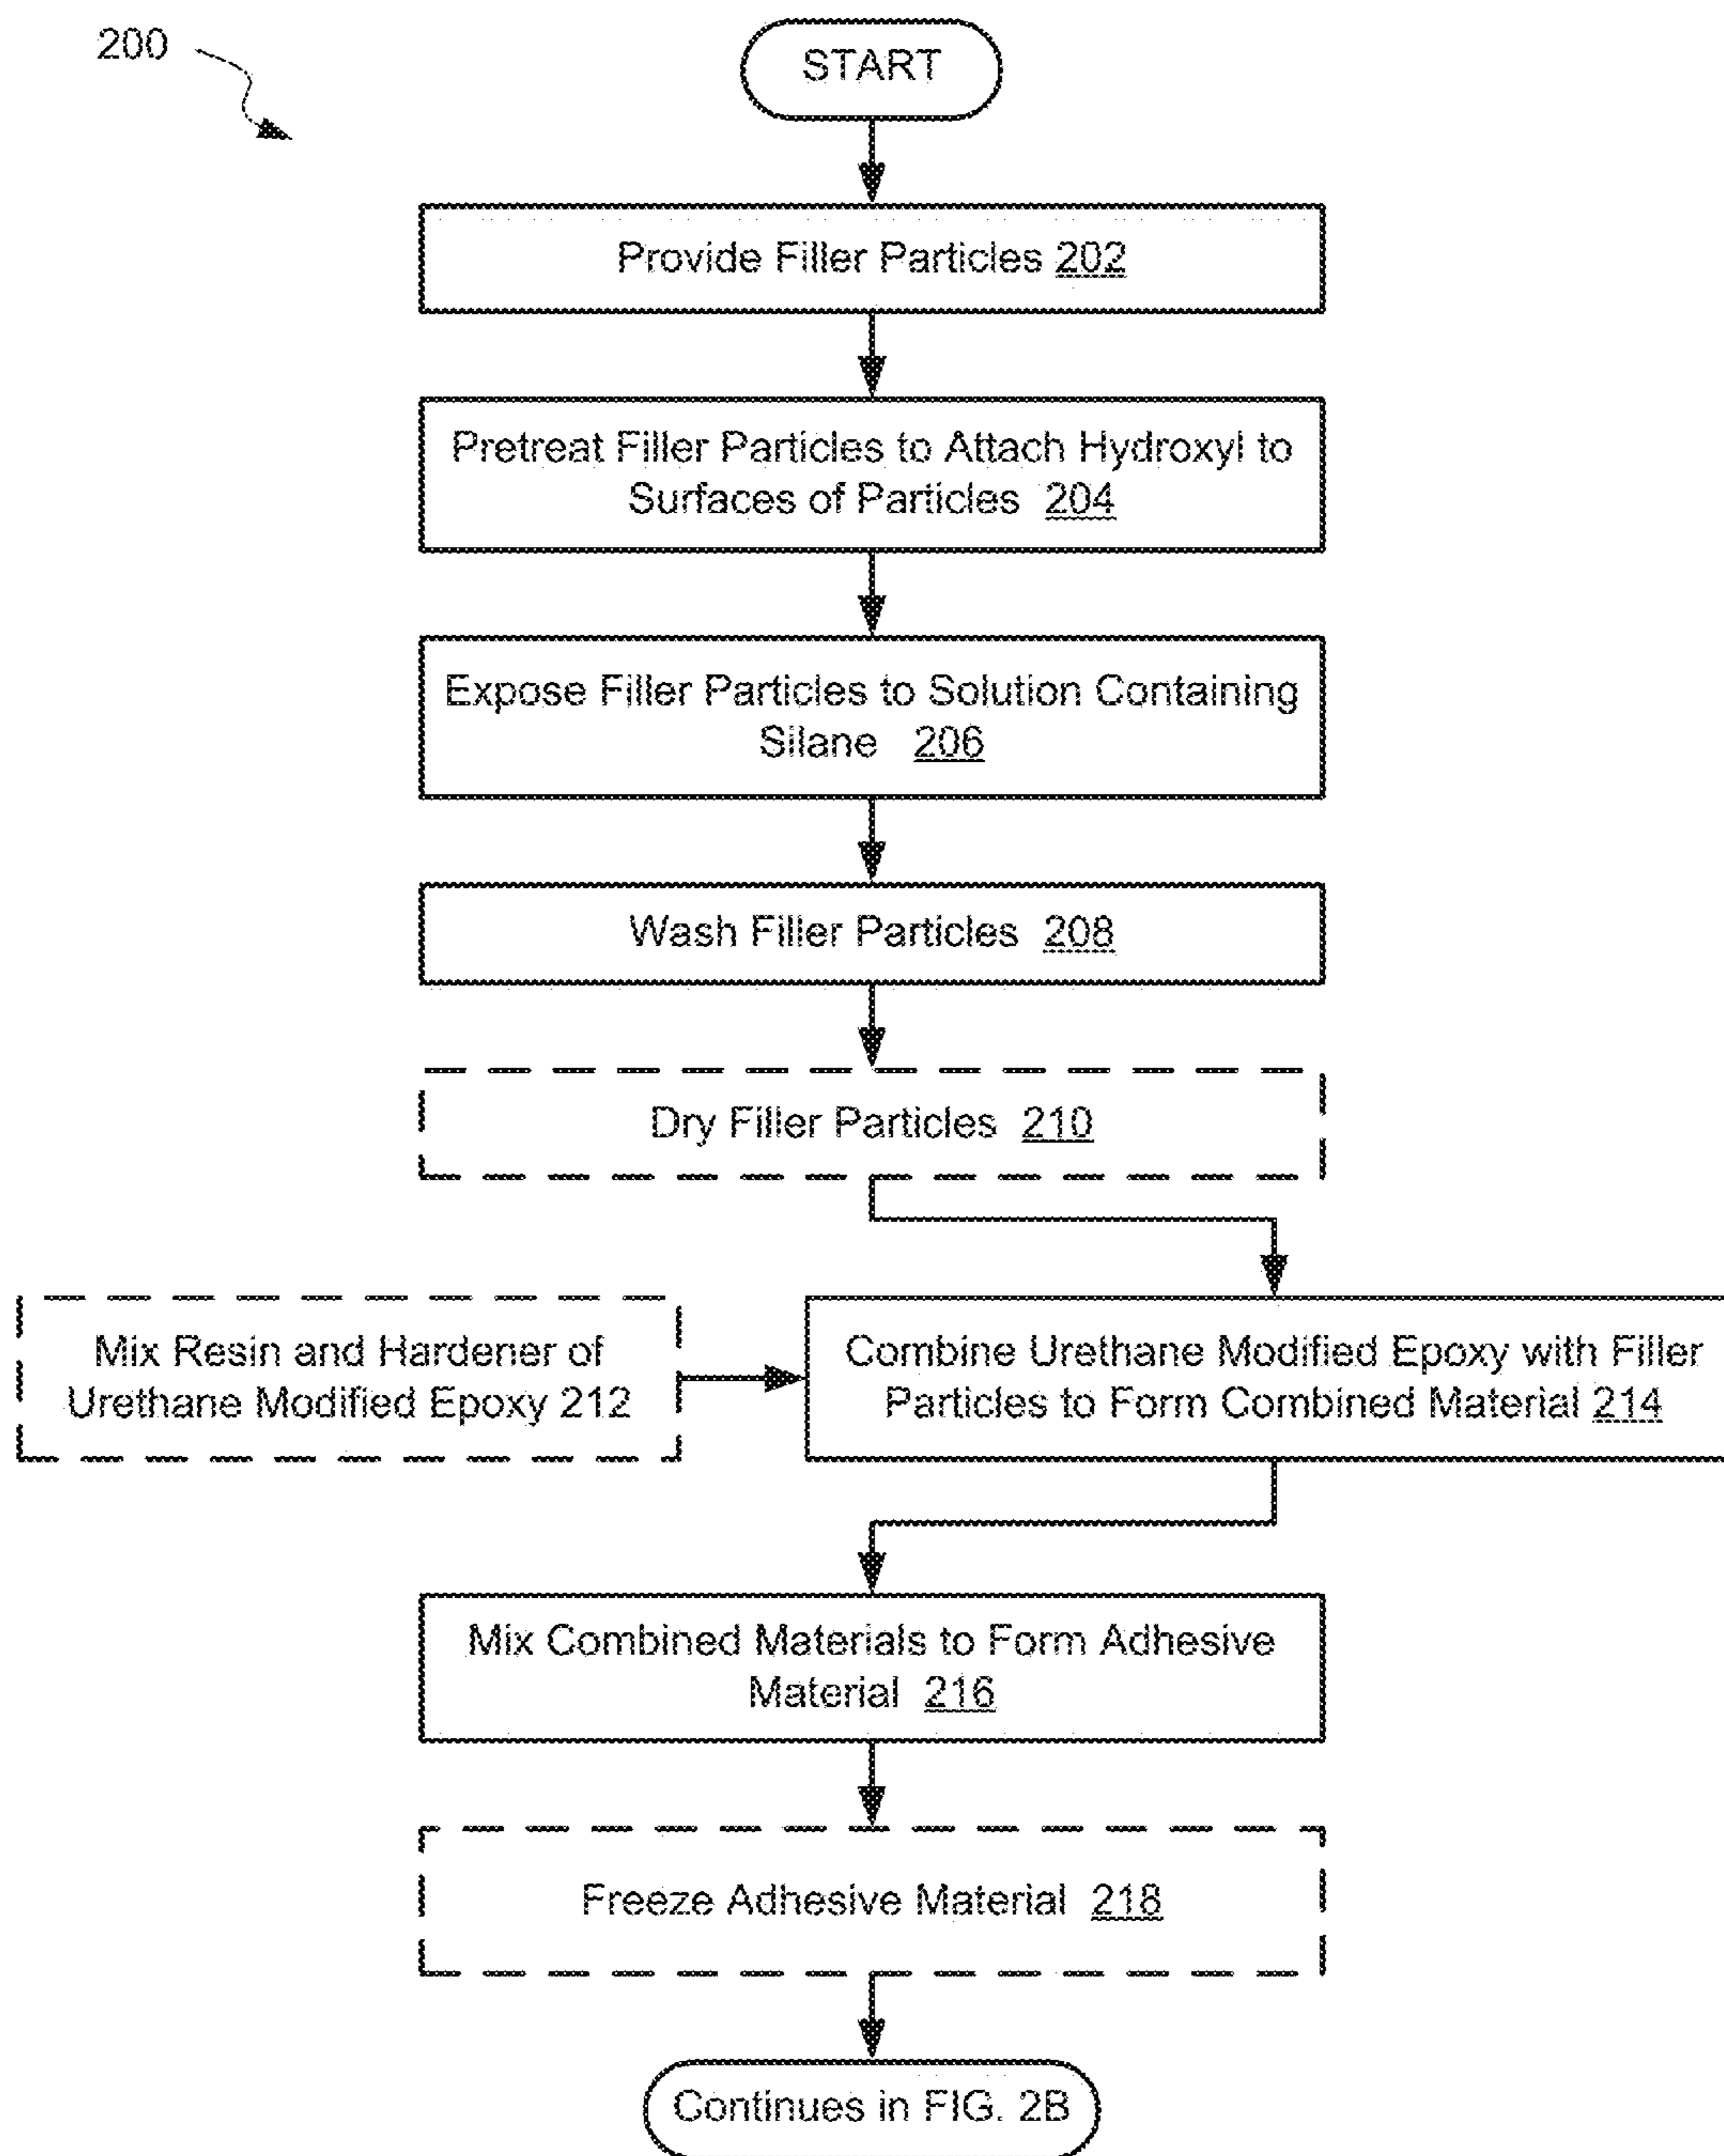 200
START
Provide Filler Particles 202
Pretreat Filler Particles to Attach Hydroxyl to
Surfaces of Particles 204
Expose Filler Particles to Solution Containing
Silane 206
Wash Filler Particles 208
Dry Filler Particles 210
Mix Resin and Hardener of
Urethane Modified Epoxy 212
Combine Urethane Modified Epoxy with Filler
Particles to Form Combined Material 214
Mix Combined Materials to Form Adhesive
Material 216
Freeze Adhesive Material 218
Continues in FIG. 2B